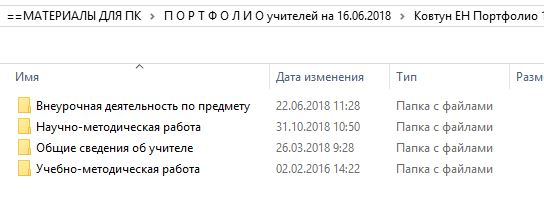 ==МАТЕРИАЛЫ ДЛЯ ПК > П О Р Т Ф О Л И О учителей на 16.06.2018 > Ковтун ЕН Портфолио
Имя Дата изменения Тип
Внеурочная деятельность по предмету 22.06.2018 11:28 Папка с файлами
Научно-методическая работа 31.10.2018 10:50 Папка с файлами
Общие сведения об учителе 26.03.2018 9:28 Папка с файлами
Учебно-методическая работа 02.02.2016 14:22 Папка с файлами